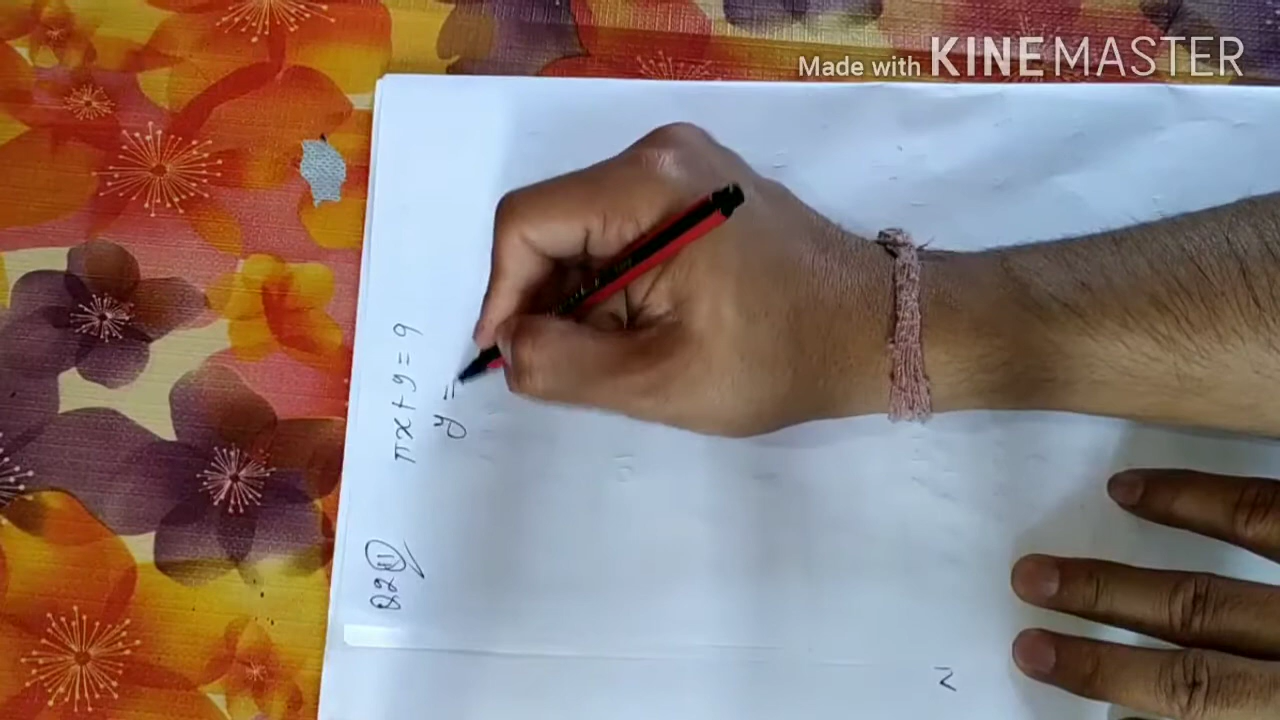 Made with KINEMASTER
Q2 (ii)
πx + y = 9
y =